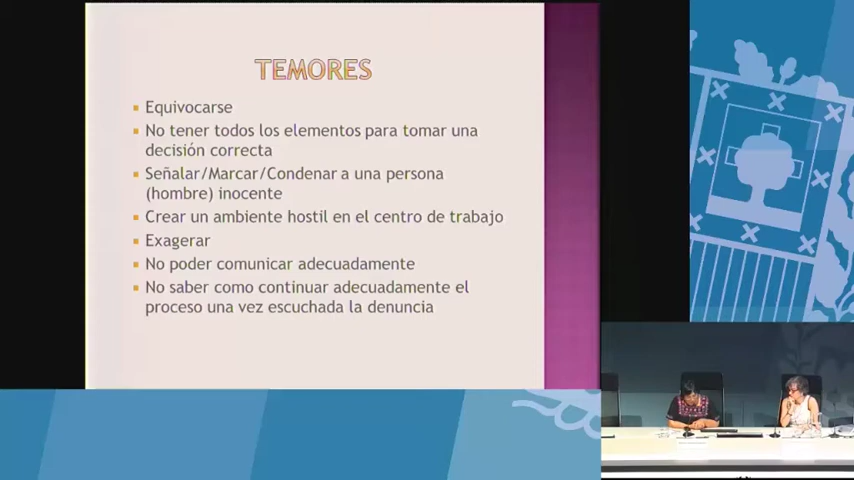 TEMORES
Equivocarse
No tener todos los elementos para tomar una
decisión correcta
Señalar/Marcar/Condenar a una persona
(hombre) inocente
Crear un ambiente hostil en el centro de trabajo
Exagerar
No poder comunicar adecuadamente
No saber como continuar adecuadamente el
proceso una vez escuchada la denuncia